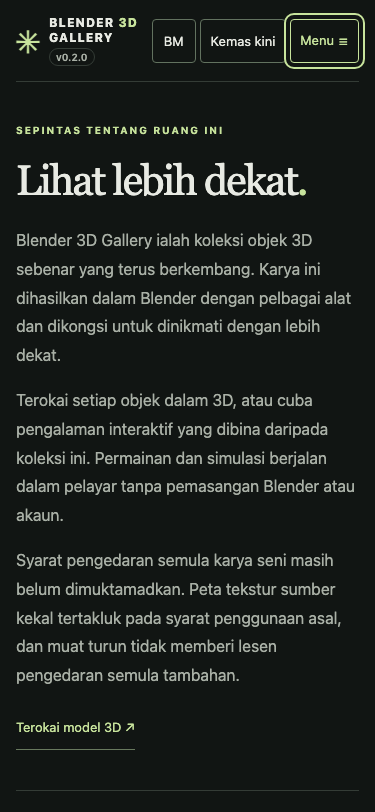 BLENDER 3D
GALLERY
v0.2.0
BM
Kemas kini
Menu ≡
SEPINTAS TENTANG RUANG INI
Lihat lebih dekat.
Blender 3D Gallery ialah koleksi objek 3D
sebenar yang terus berkembang. Karya ini
dihasilkan dalam Blender dengan pelbagai alat
dan dikongsi untuk dinikmati dengan lebih
dekat.
Terokai setiap objek dalam 3D, atau cuba
pengalaman interaktif yang dibina daripada
koleksi ini. Permainan dan simulasi berjalan
dalam pelayar tanpa pemasangan Blender atau
akaun.
Syarat pengedaran semula karya seni masih
belum dimuktamadkan. Peta tekstur sumber
kekal tertakluk pada syarat penggunaan asal,
dan muat turun tidak memberi lesen
pengedaran semula tambahan.
Terokai model 3D ↗